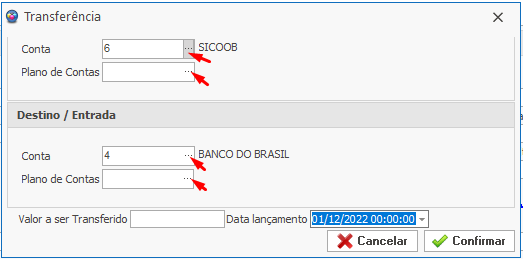 Transferência
Conta 6 ... SICOOB
Plano de Contas ...
Destino / Entrada
Conta 4 ... BANCO DO BRASIL
Plano de Contas ...
Valor a ser Transferido Data lançamento 01/12/2022 00:00:00
Cancelar Confirmar